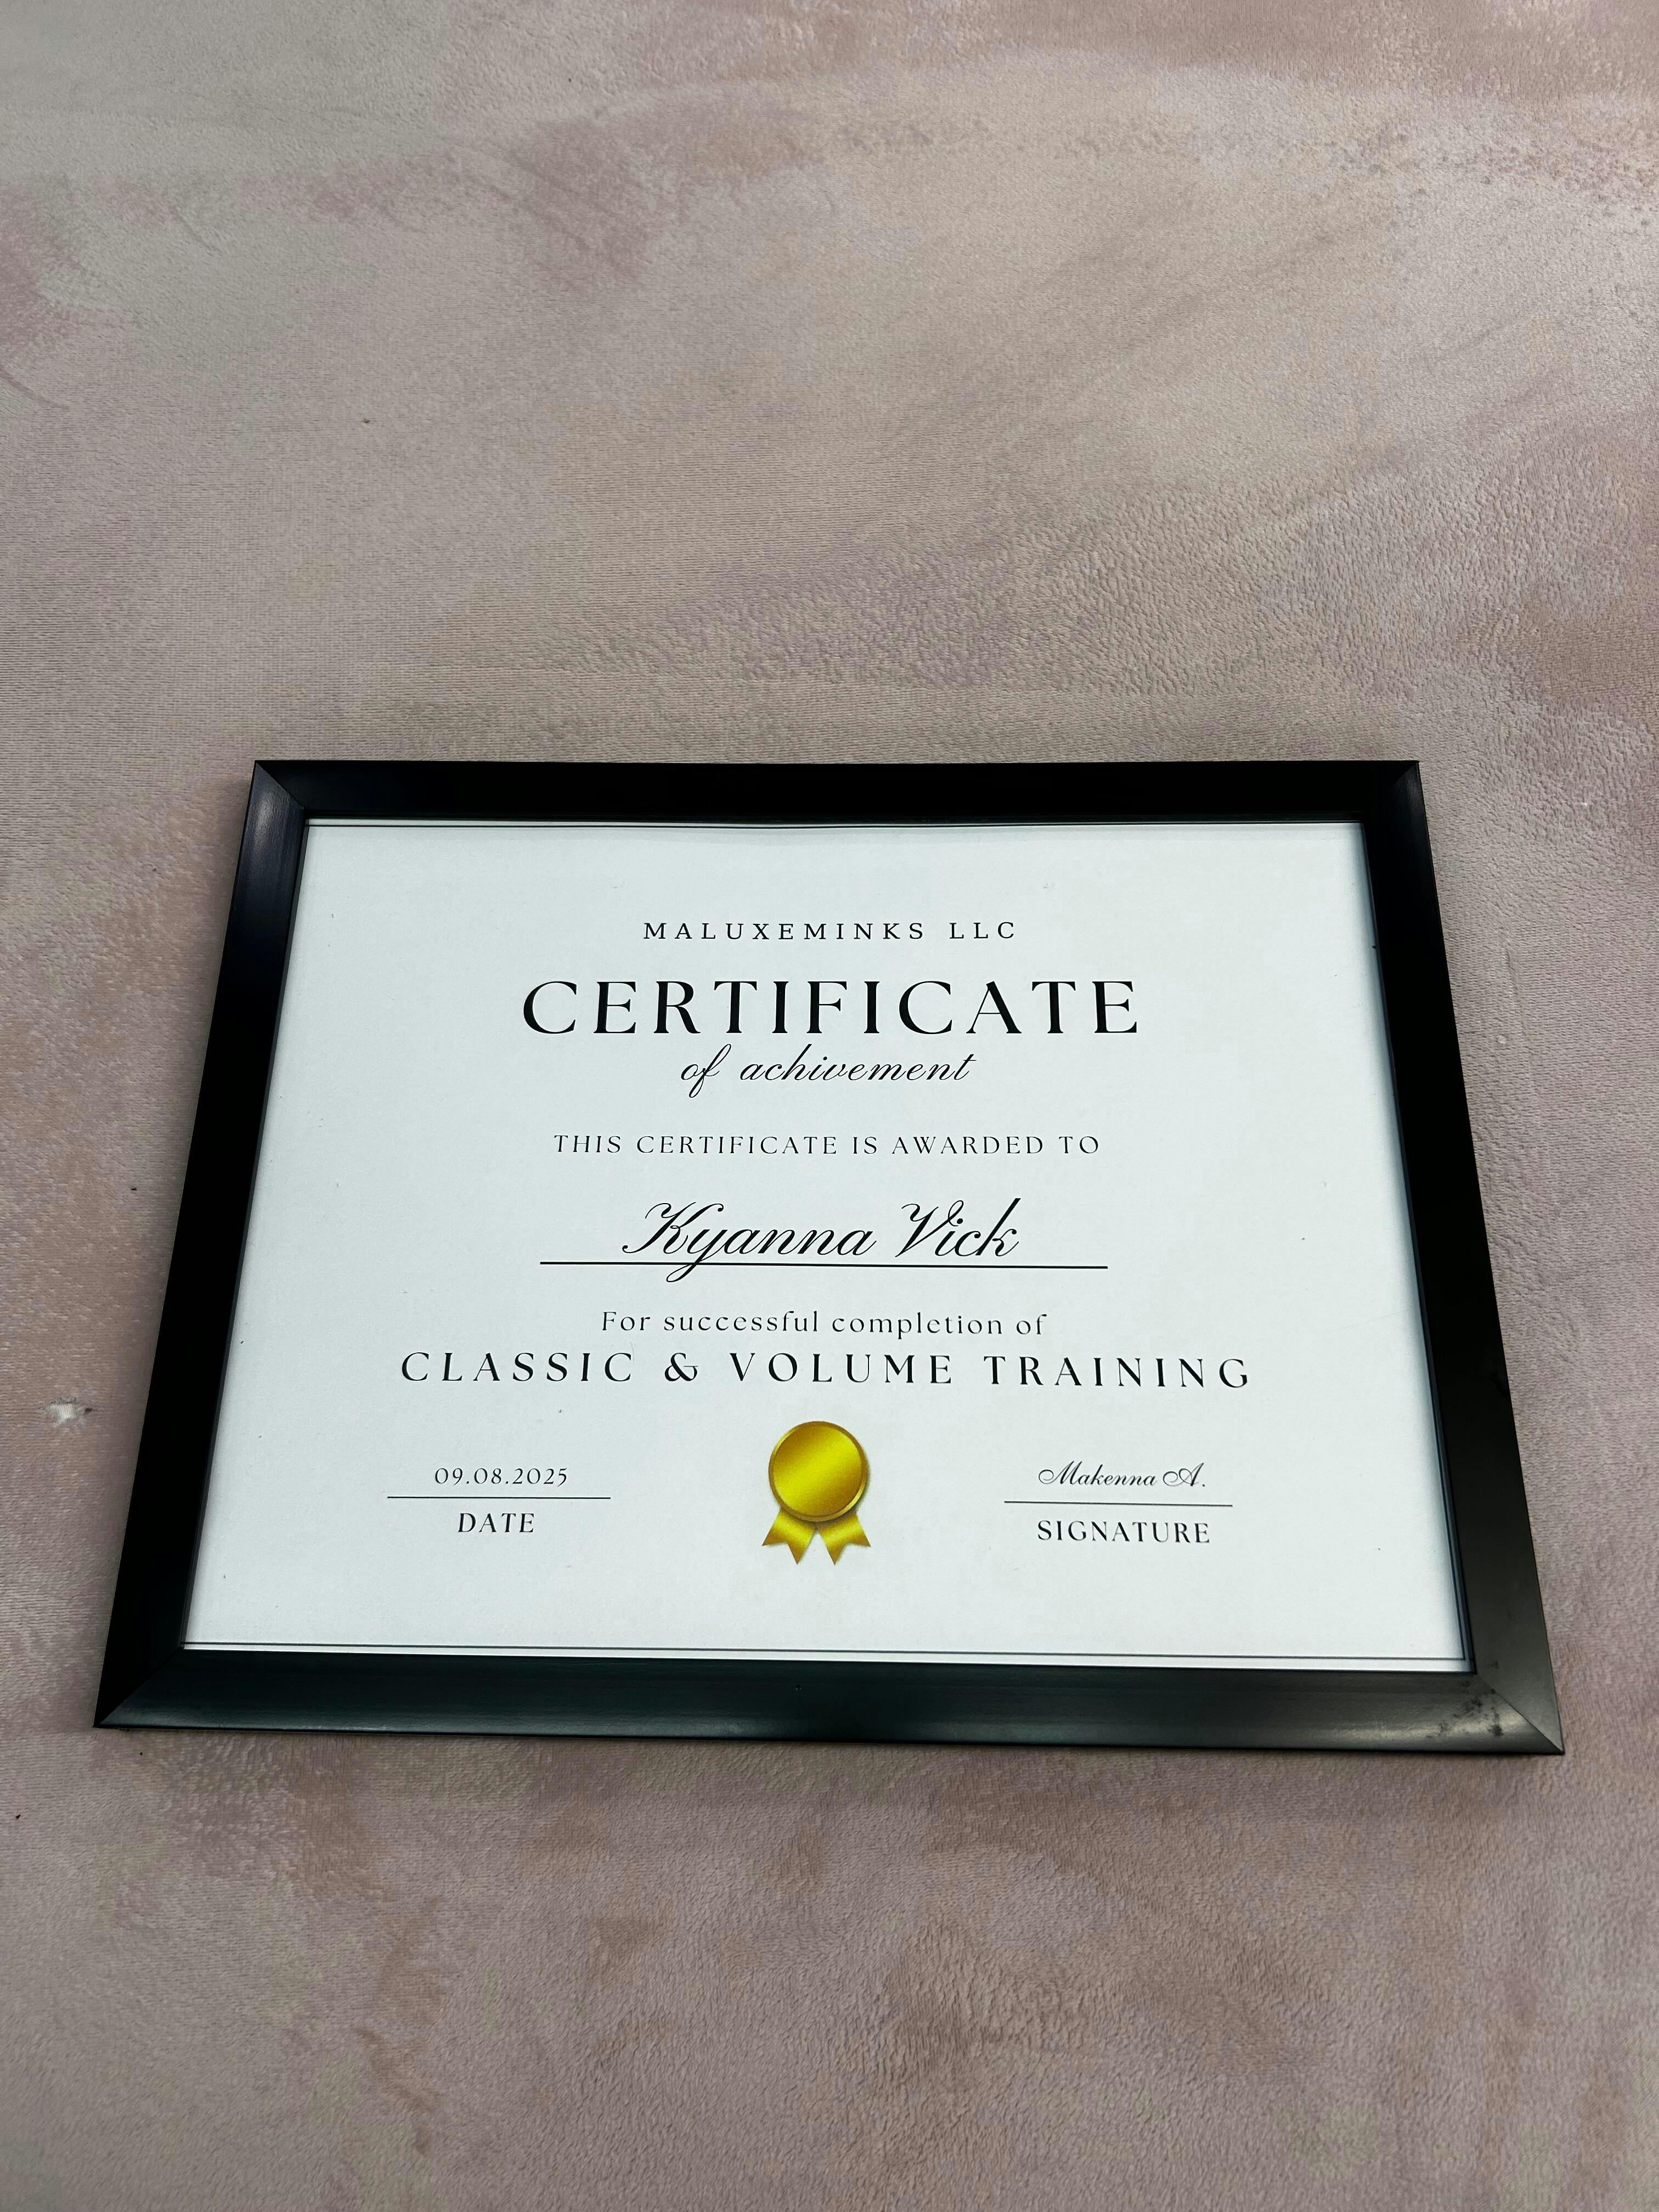 MALUXEMINKS LLC
CERTIFICATE
of achivement
THIS CERTIFICATE IS AWARDED TO
Kyanna Vick
For successful completion of
CLASSIC & VOLUME TRAINING
09.08.2025
DATE
Makenna A.
SIGNATURE